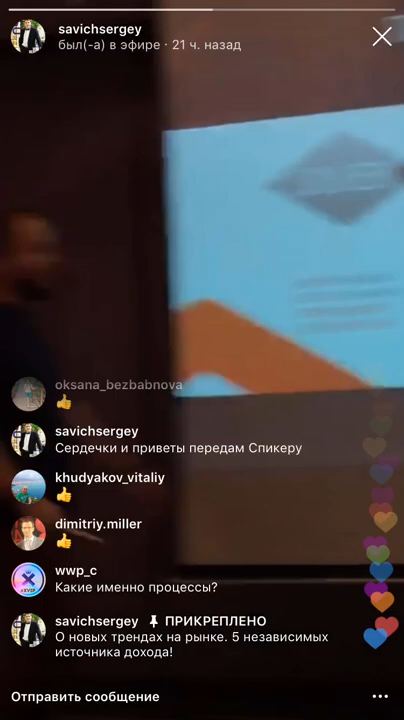 savichsergey
был(-а) в эфире · 21 ч. назад
oksana_bezbabnova
👍
savichsergey
Сердечки и приветы передам Спикеру
khudyakov_vitaliy
👍
dimitriy.miller
👍
wwp_c
Какие именно процессы?
savichsergey ПРИКРЕПЛЕНО
О новых трендах на рынке. 5 независимых
источника дохода!
Отправить сообщение